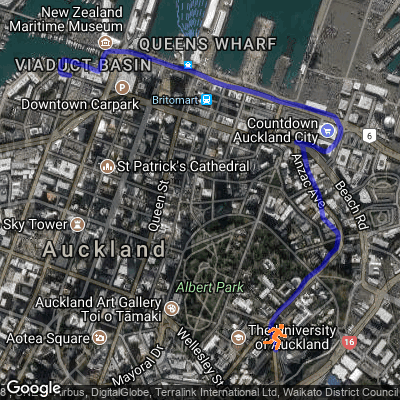 New Zealand
Maritime Museum
QUEENS WHARF
VIADUCT BASIN
Downtown Carpark
Britomart
Countdown
Auckland City
6
St Patrick's Cathedral
Anzac Ave
Beach Rd
Queen St
Sky Tower
Auckland
Albert Park
Auckland Art Gallery
Toi o Tāmaki
The University
of Auckland
Aotea Square
Wellesley St
Mayoral Dr
16
Google
urbus, DigitalGlobe, Terralink International Ltd, Waikato District Council